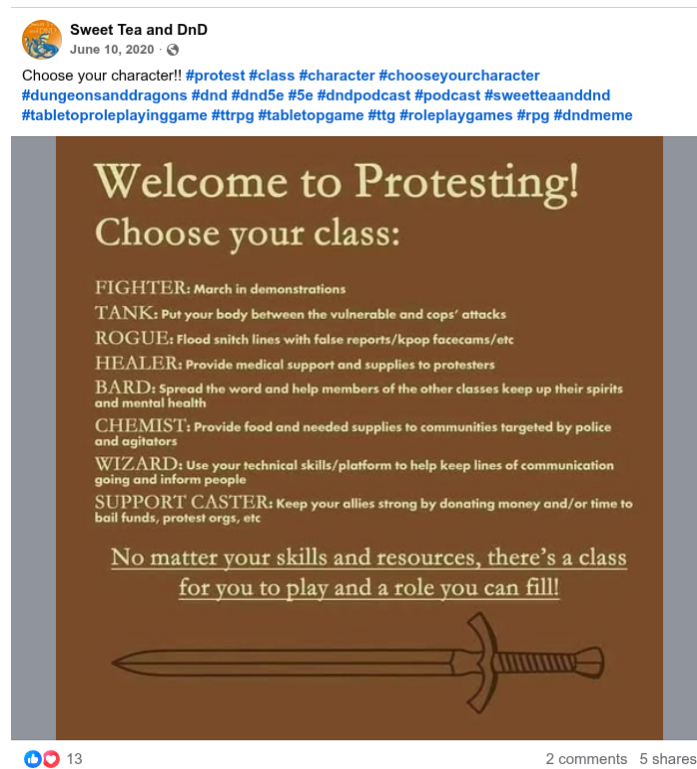 Sweet Tea and DnD
June 10, 2020 ·
Choose your character!! #protest #class #character #chooseyourcharacter
#dungeonsanddragons #dnd #dnd5e #5e #dndpodcast #podcast #sweetteaanddnd
#tabletoproleplayinggame #ttrpg #tabletopgame #ttg #roleplaygames #rpg #dndmeme
Welcome to Protesting!
Choose your class:
FIGHTER: March in demonstrations
TANK: Put your body between the vulnerable and cops' attacks
ROGUE: Flood snitch lines with false reports/kpop facecams/etc
HEALER: Provide medical support and supplies to protesters
BARD: Spread the word and help members of the other classes keep up their spirits
and mental health
CHEMIST: Provide food and needed supplies to communities targeted by police
and agitators
WIZARD: Use your technical skills/platform to help keep lines of communication
going and inform people
SUPPORT CASTER: Keep your allies strong by donating money and/or time to
bail funds, protest orgs, etc
No matter your skills and resources, there's a class
for you to play and a role you can fill!
13
2 comments 5 shares